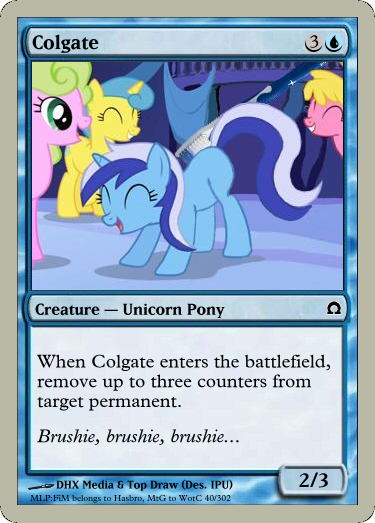 Colgate 3
Creature — Unicorn Pony Ω
When Colgate enters the battlefield,
remove up to three counters from
target permanent.
Brushie, brushie, brushie...
DHX Media & Top Draw (Des. IPU)
MLP:FiM belongs to Hasbro, MtG to WotC 40/302
2/3